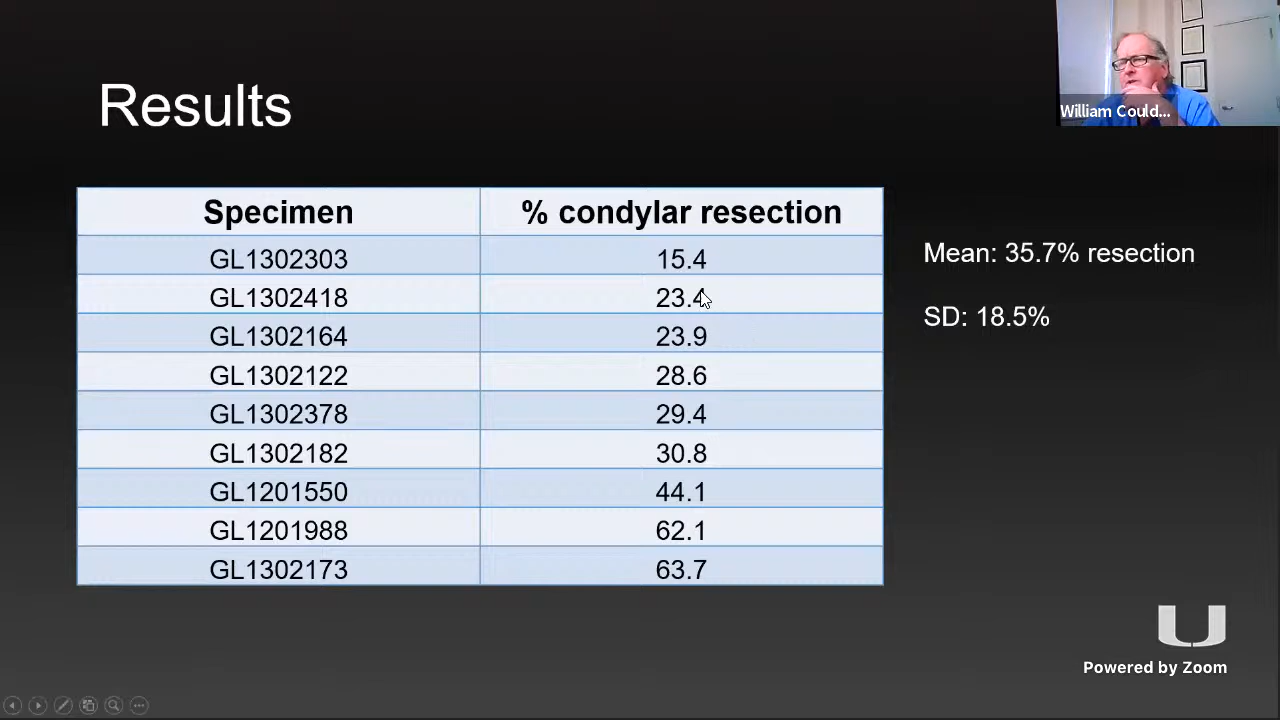 Results
William Could...
Specimen % condylar resection
GL1302303 15.4
GL1302418 23.4
GL1302164 23.9
GL1302122 28.6
GL1302378 29.4
GL1302182 30.8
GL1201550 44.1
GL1201988 62.1
GL1302173 63.7
Mean: 35.7% resection
SD: 18.5%
U
Powered by Zoom